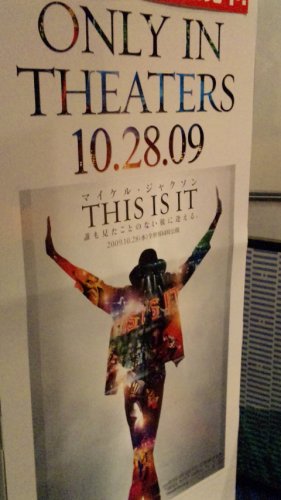 ONLY IN
THEATERS
10.28.09
マイケル・ジャクソン
THIS IS IT
誰も見たことのない彼に逢える。